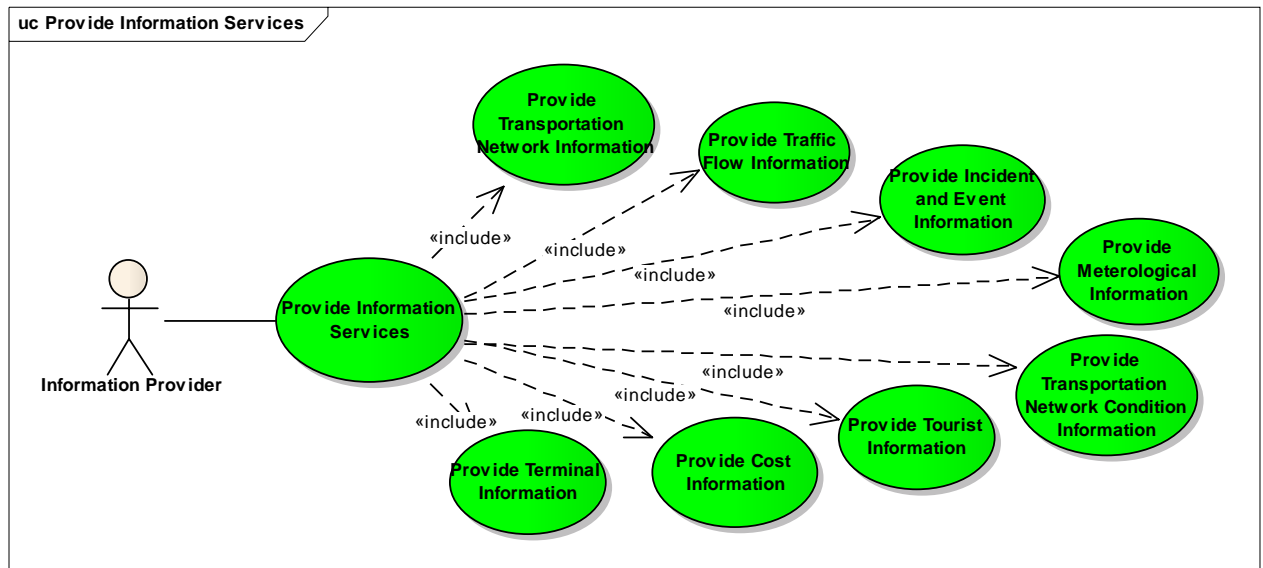 uc Provide Information Services
Provide
Transportation
Network Information
Provide Traffic
Flow Information
Provide Incident
and Event
Information
Provide
Meterological
Information
«include»
«include»
«include»
«include»
Provide Information
Services
Information Provider
«include»
«include»
«include»
«include»
Provide
Transportation
Network Condition
Information
Provide Tourist
Information
Provide Cost
Information
Provide Terminal
Information